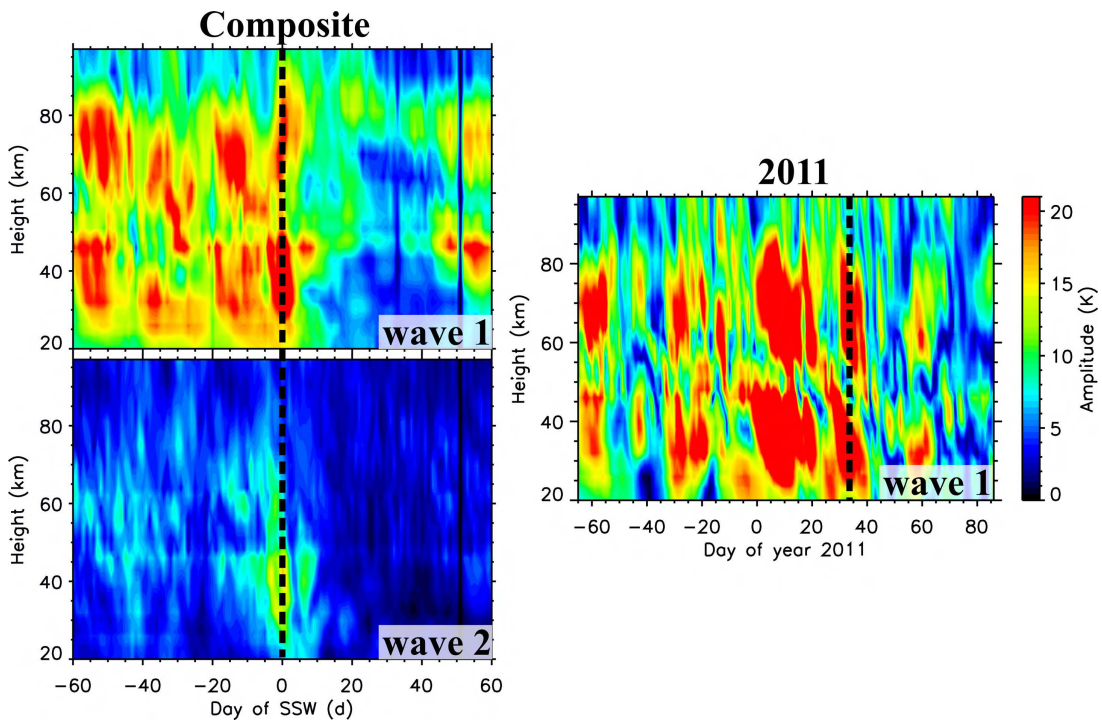 Composite
Height (km)
80
60
40
20
wave 1
Height (km)
80
60
40
20
wave 2
−60 −40 −20 0 20 40 60
Day of SSW (d)
2011
Height (km)
80
60
40
20
wave 1
−60 −40 −20 0 20 40 60 80
Day of year 2011
20
15
10
5
0
Amplitude (K)